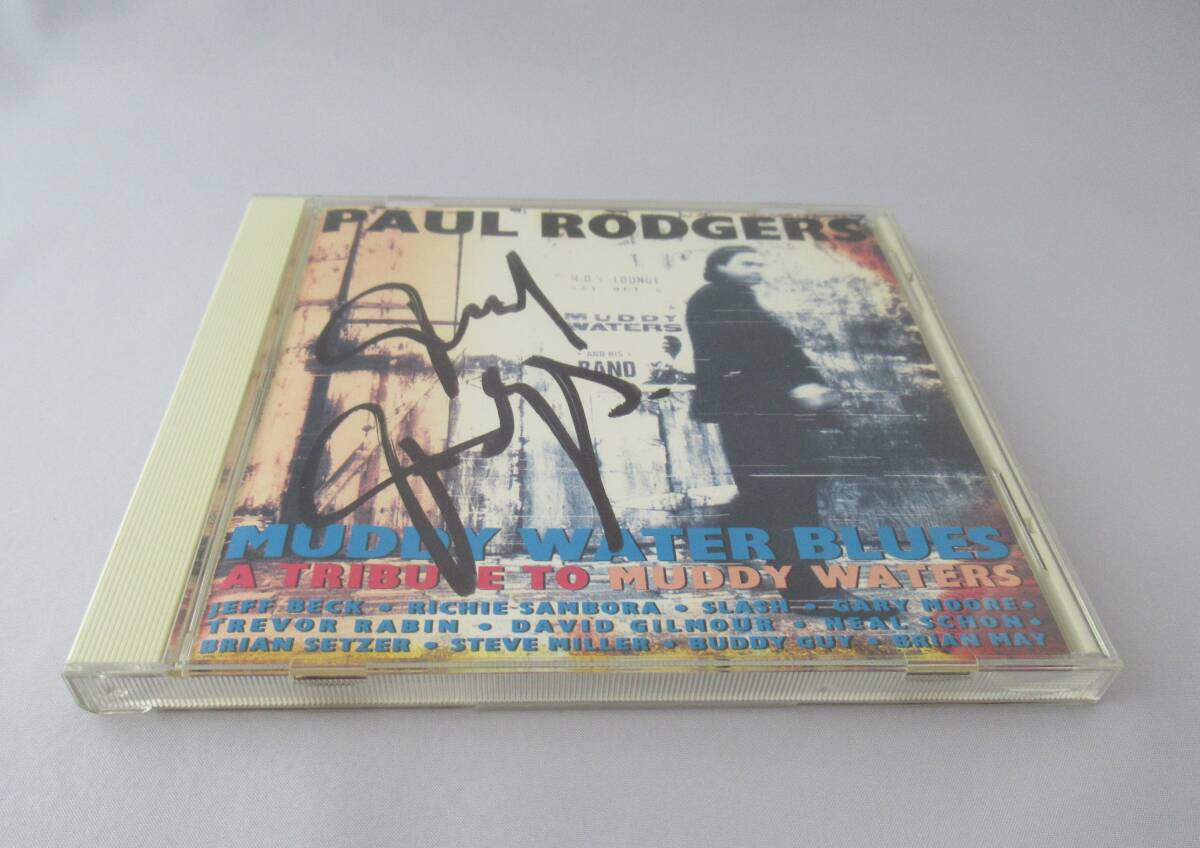 PAUL RODGERS
LOUNGE
MUDDY
WATERS
• AND HIS •
BAND
MUDDY WATER BLUES
A TRIBUTE TO MUDDY WATERS
JEFF BECK • RICHIE SAMBORA • SLASH • GARY MOORE •
TREVOR RABIN • DAVID GILMOUR • NEAL SCHON •
BRIAN SETZER • STEVE MILLER • BUDDY GUY • BRIAN MAY